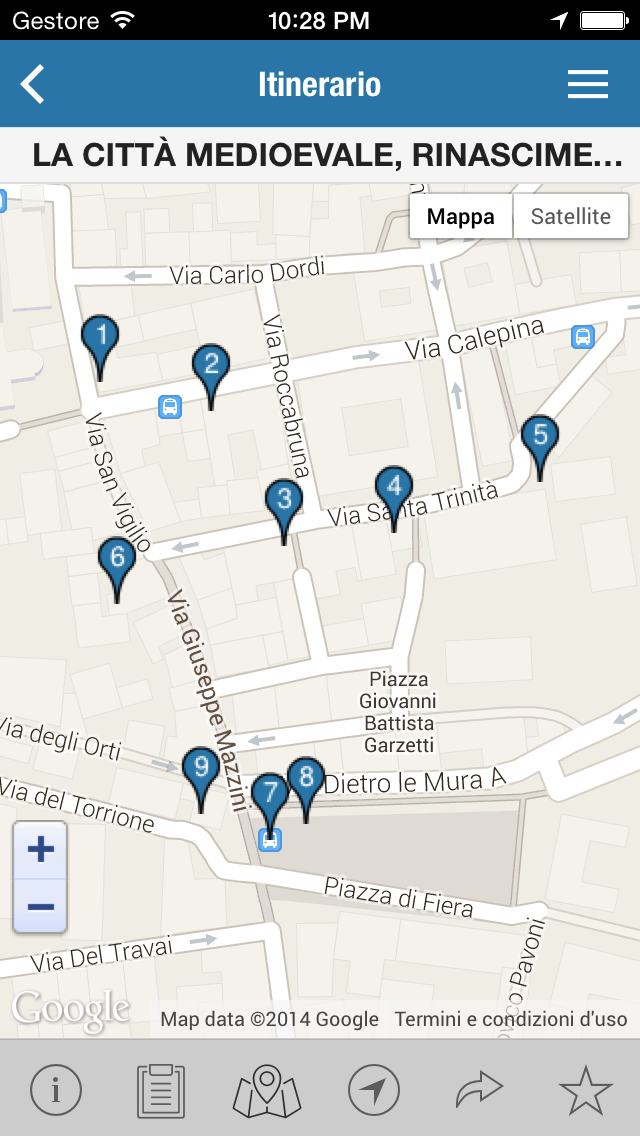 Gestore 10:28 PM
Itinerario
LA CITTÀ MEDIOEVALE, RINASCIME...
Mappa Satellite
Via Carlo Dordi
1
2
Via Roccabruna
Via Calepina
Via San Vigilio
3
4
5
Via Santa Trinità
6
Via Giuseppe Mazzini
Piazza
Giovanni
Battista
Garzetti
Via degli Orti
9
7
8
Dietro le Mura A
Via del Torrione
+
−
Piazza di Fiera
Via Del Travai
Pavoni
Google
Map data ©2014 Google Termini e condizioni d'uso
i